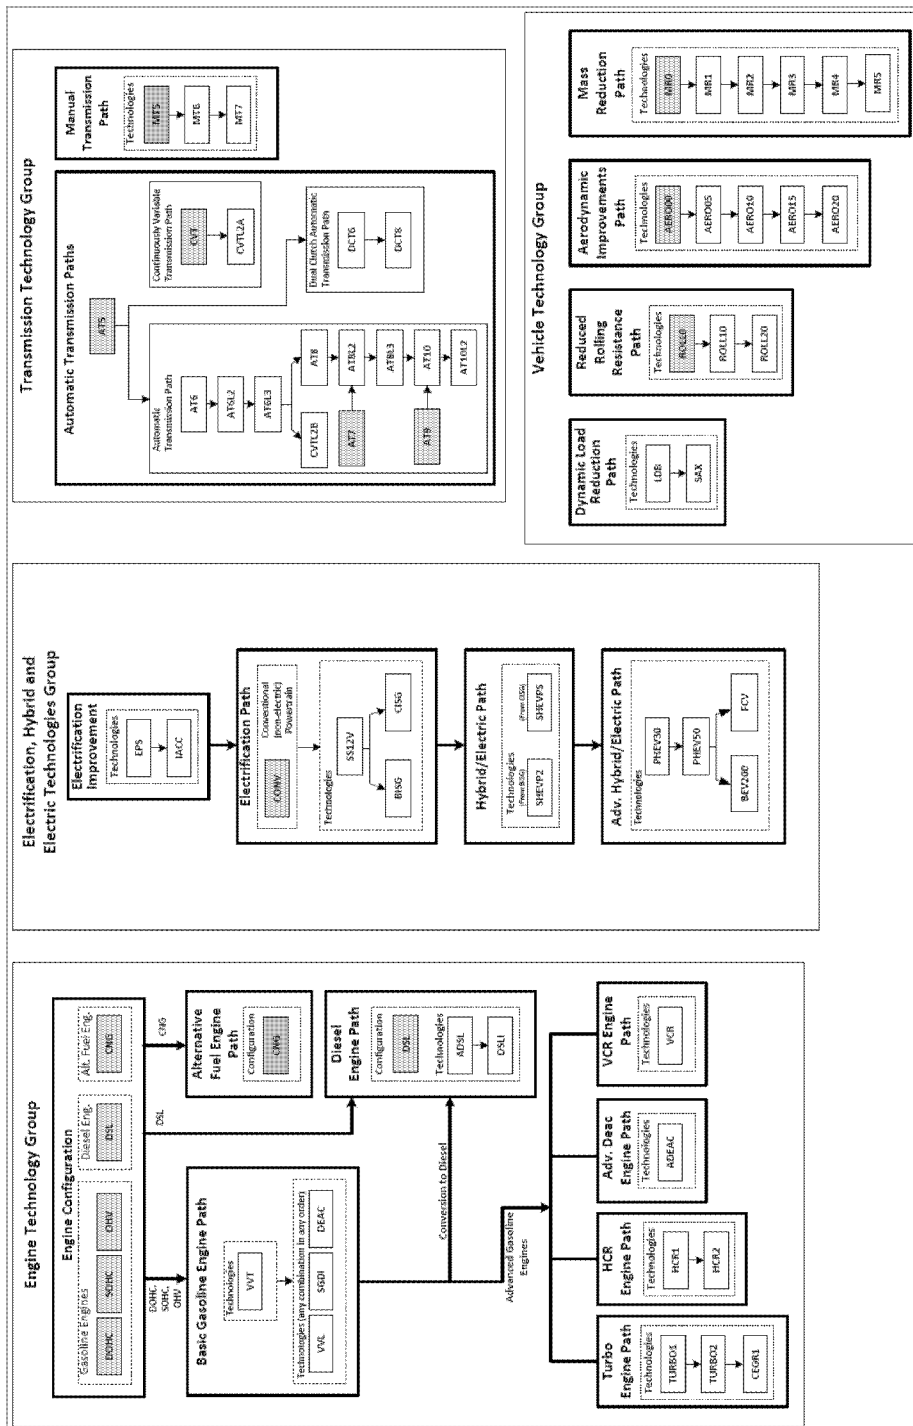 Engine Technology Group
Engine Configuration
Gasoline Engines
DOHC
SOHC
OHV
Diesel Eng.
DSL
Alt. Fuel Eng.
CNG
DOHC,
SOHC,
OHV
DSL
CNG
Basic Gasoline Engine Path
Technologies
VVT
Technologies (any combination in any order)
VVL
SGDI
DEAC
Alternative
Fuel Engine
Path
Configuration
CNG
Diesel
Engine Path
Configuration
DSL
Technologies
ADSL
DSLI
Conversion to Diesel
Advanced Gasoline
Engines
Turbo
Engine Path
Technologies
TURBO1
TURBO2
CEGR1
HCR
Engine Path
Technologies
HCR1
HCR2
Adv. Deac
Engine Path
Technologies
ADEAC
VCR Engine
Path
Technologies
VCR
Electrification, Hybrid and
Electric Technologies Group
Electrification
Improvement
Technologies
EPS
IACC
Electrification Path
CONV
Conventional
(non-electric)
Powertrain
Technologies
SS12V
BISG
CISG
Hybrid/Electric Path
Technologies
(From BISG)
SHEVP2
(From CISG)
SHEVPS
Adv. Hybrid/Electric Path
Technologies
PHEV30
PHEV50
BEV200
FCV
Transmission Technology Group
Automatic Transmission Paths
AT5
Automatic
Transmission Path
AT6
AT6L2
AT6L3
CVTL2B
AT8
AT7
AT8L2
AT8L3
AT9
AT10
AT10L2
Continuously Variable
Transmission Path
CVT
CVTL2A
Dual Clutch Automatic
Transmission Path
DCT6
DCT8
Manual
Transmission
Path
Technologies
MT5
MT6
MT7
Vehicle Technology Group
Dynamic Load
Reduction
Path
Technologies
LDB
SAX
Reduced
Rolling
Resistance
Path
Technologies
ROLL0
ROLL10
ROLL20
Aerodynamic
Improvements
Path
Technologies
AERO00
AERO05
AERO10
AERO15
AERO20
Mass
Reduction
Path
Technologies
MR0
MR1
MR2
MR3
MR4
MR5